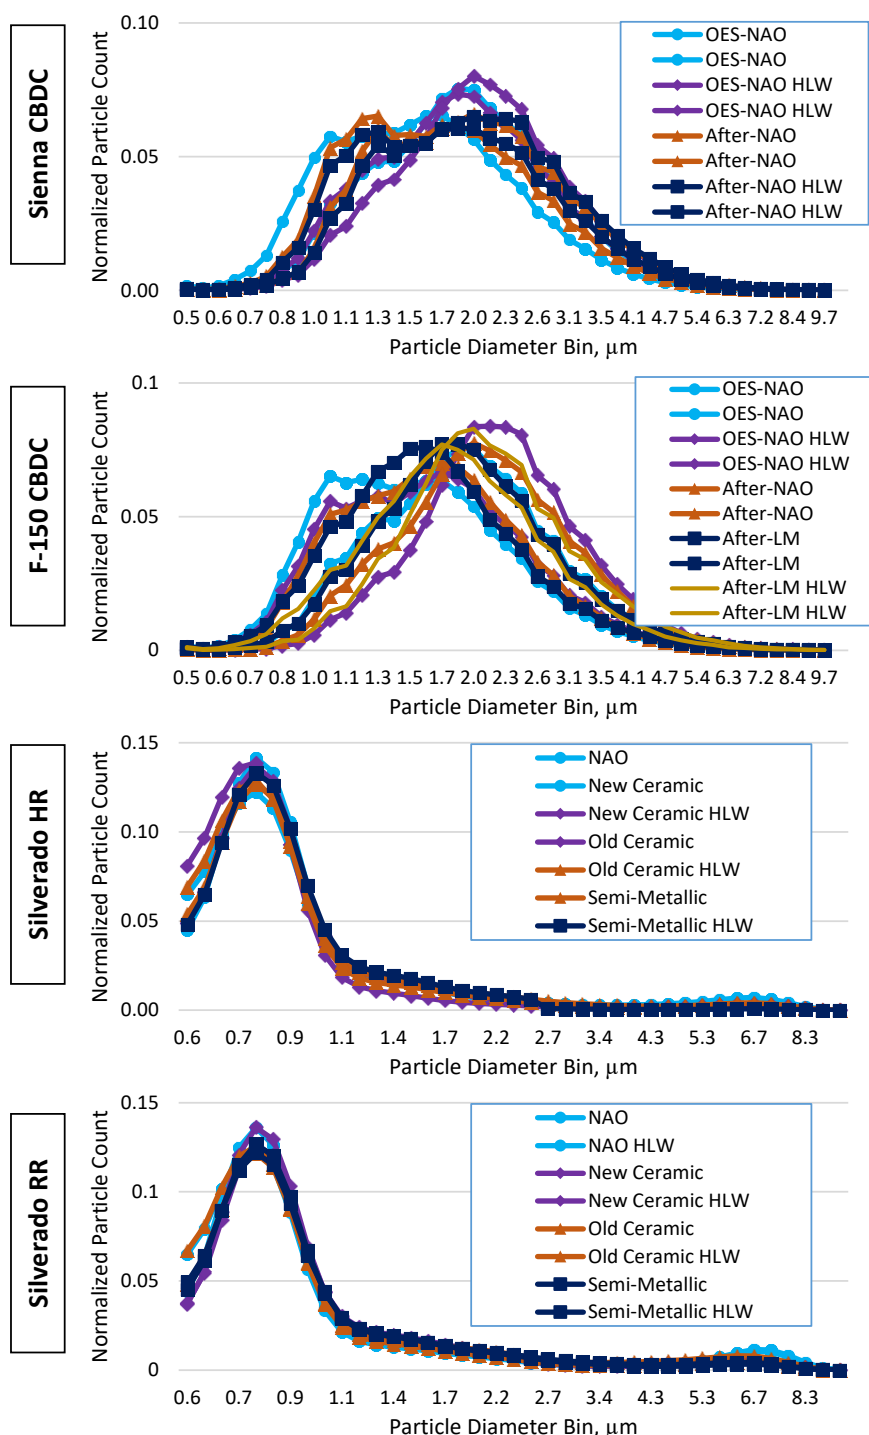 Sienna CBDC
Normalized Particle Count
0.10
0.05
0.00
OES-NAO
OES-NAO
OES-NAO HLW
OES-NAO HLW
After-NAO
After-NAO
After-NAO HLW
After-NAO HLW
0.5 0.6 0.7 0.8 1.0 1.1 1.3 1.5 1.7 2.0 2.3 2.6 3.1 3.5 4.1 4.7 5.4 6.3 7.2 8.4 9.7
Particle Diameter Bin, μm
F-150 CBDC
Normalized Particle Count
0.1
0.05
0
OES-NAO
OES-NAO
OES-NAO HLW
OES-NAO HLW
After-NAO
After-NAO
After-LM
After-LM
After-LM HLW
After-LM HLW
0.5 0.6 0.7 0.8 1.0 1.1 1.3 1.5 1.7 2.0 2.3 2.6 3.1 3.5 4.1 4.7 5.4 6.3 7.2 8.4 9.7
Particle Diameter Bin, μm
Silverado HR
Normalized Particle Count
0.15
0.10
0.05
0.00
NAO
New Ceramic
New Ceramic HLW
Old Ceramic
Old Ceramic HLW
Semi-Metallic
Semi-Metallic HLW
0.6 0.7 0.9 1.1 1.4 1.7 2.2 2.7 3.4 4.3 5.3 6.7 8.3
Particle Diameter Bin, μm
Silverado RR
Normalized Particle Count
0.15
0.1
0.05
0
NAO
NAO HLW
New Ceramic
New Ceramic HLW
Old Ceramic
Old Ceramic HLW
Semi-Metallic
Semi-Metallic HLW
0.6 0.7 0.9 1.1 1.4 1.7 2.2 2.7 3.4 4.3 5.3 6.7 8.3
Particle Diameter Bin, μm